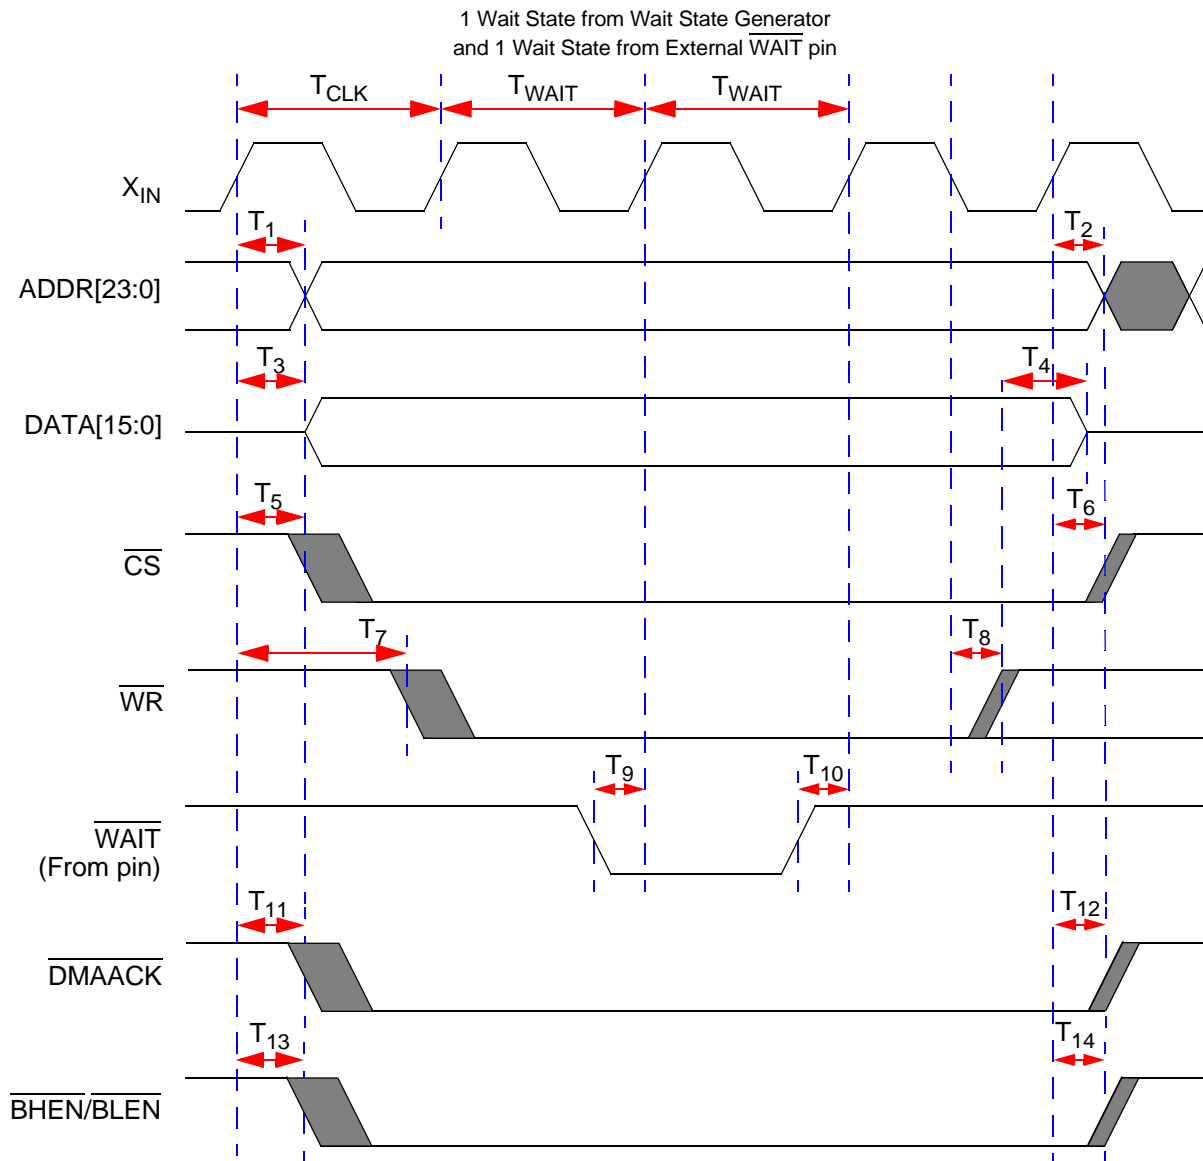 1 Wait State from Wait State Generator
and 1 Wait State from External WAIT pin
TCLK TWAIT TWAIT
XIN
T1 T2
ADDR[23:0]
T3 T4
DATA[15:0]
T5 T6
CS
T7 T8
WR
T9 T10
WAIT
(From pin)
T11 T12
DMAACK
T13 T14
BHEN/BLEN